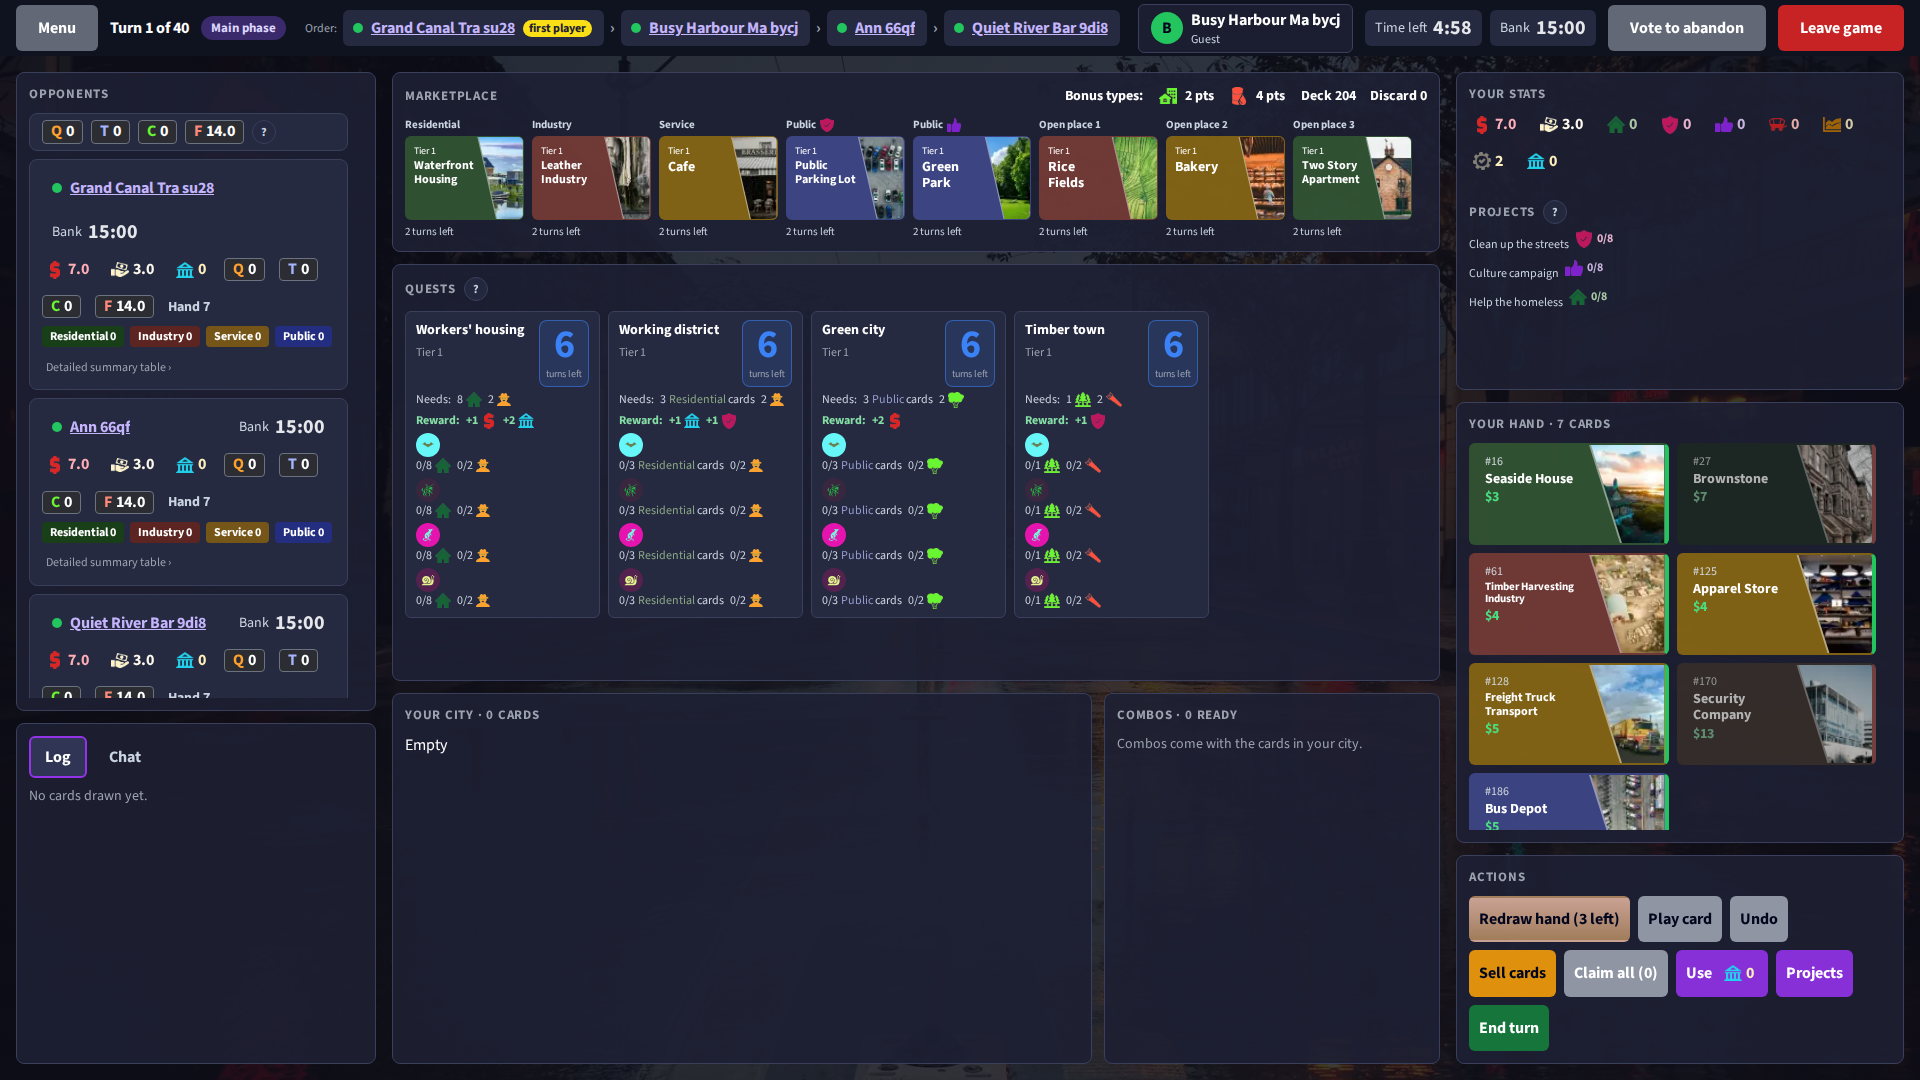 Menu
Turn 1 of 40
Main phase
Order:
Grand Canal Tra su28 first player › Busy Harbour Ma bycj › Ann 66qf › Quiet River Bar 9di8
B
Busy Harbour Ma bycj
Guest
Time left 4:58
Bank 15:00
Vote to abandon
Leave game
OPPONENTS
Q 0 T 0 C 0 F 14.0 ?
Grand Canal Tra su28
Bank 15:00
7.0 3.0 0 Q 0 T 0
C 0 F 14.0 Hand 7
Residential 0 Industry 0 Service 0 Public 0
Detailed summary table ›
Ann 66qf Bank 15:00
7.0 3.0 0 Q 0 T 0
C 0 F 14.0 Hand 7
Residential 0 Industry 0 Service 0 Public 0
Detailed summary table ›
Quiet River Bar 9di8 Bank 15:00
7.0 3.0 0 Q 0 T 0
C 0 F 14.0 Hand 7
Log Chat
No cards drawn yet.
MARKETPLACE
Bonus types: 2 pts 4 pts Deck 204 Discard 0
Residential
Tier 1
Waterfront
Housing
2 turns left
Industry
Tier 1
Leather
Industry
2 turns left
Service
Tier 1
Cafe
2 turns left
Public
Tier 1
Public
Parking Lot
2 turns left
Public
Tier 1
Green
Park
2 turns left
Open place 1
Tier 1
Rice
Fields
2 turns left
Open place 2
Tier 1
Bakery
2 turns left
Open place 3
Tier 1
Two Story
Apartment
2 turns left
QUESTS ?
Workers' housing
Tier 1
6
turns left
Needs: 8 2
Reward: +1 +2
0/8 0/2
0/8 0/2
0/8 0/2
0/8 0/2
Working district
Tier 1
6
turns left
Needs: 3 Residential cards 2
Reward: +1 +1
0/3 Residential cards 0/2
0/3 Residential cards 0/2
0/3 Residential cards 0/2
0/3 Residential cards 0/2
Green city
Tier 1
6
turns left
Needs: 3 Public cards 2
Reward: +2
0/3 Public cards 0/2
0/3 Public cards 0/2
0/3 Public cards 0/2
0/3 Public cards 0/2
Timber town
Tier 1
6
turns left
Needs: 1 2
Reward: +1
0/1 0/2
0/1 0/2
0/1 0/2
0/1 0/2
YOUR CITY · 0 CARDS
Empty
COMBOS · 0 READY
Combos come with the cards in your city.
YOUR STATS
7.0 3.0 0 0 0 0 0
2 0
PROJECTS ?
Clean up the streets 0/8
Culture campaign 0/8
Help the homeless 0/8
YOUR HAND · 7 CARDS
#16
Seaside House
$3
#27
Brownstone
$7
#61
Timber Harvesting
Industry
$4
#125
Apparel Store
$4
#128
Freight Truck
Transport
$5
#170
Security
Company
$13
#186
Bus Depot
$5
ACTIONS
Redraw hand (3 left) Play card Undo
Sell cards Claim all (0) Use 0 Projects
End turn